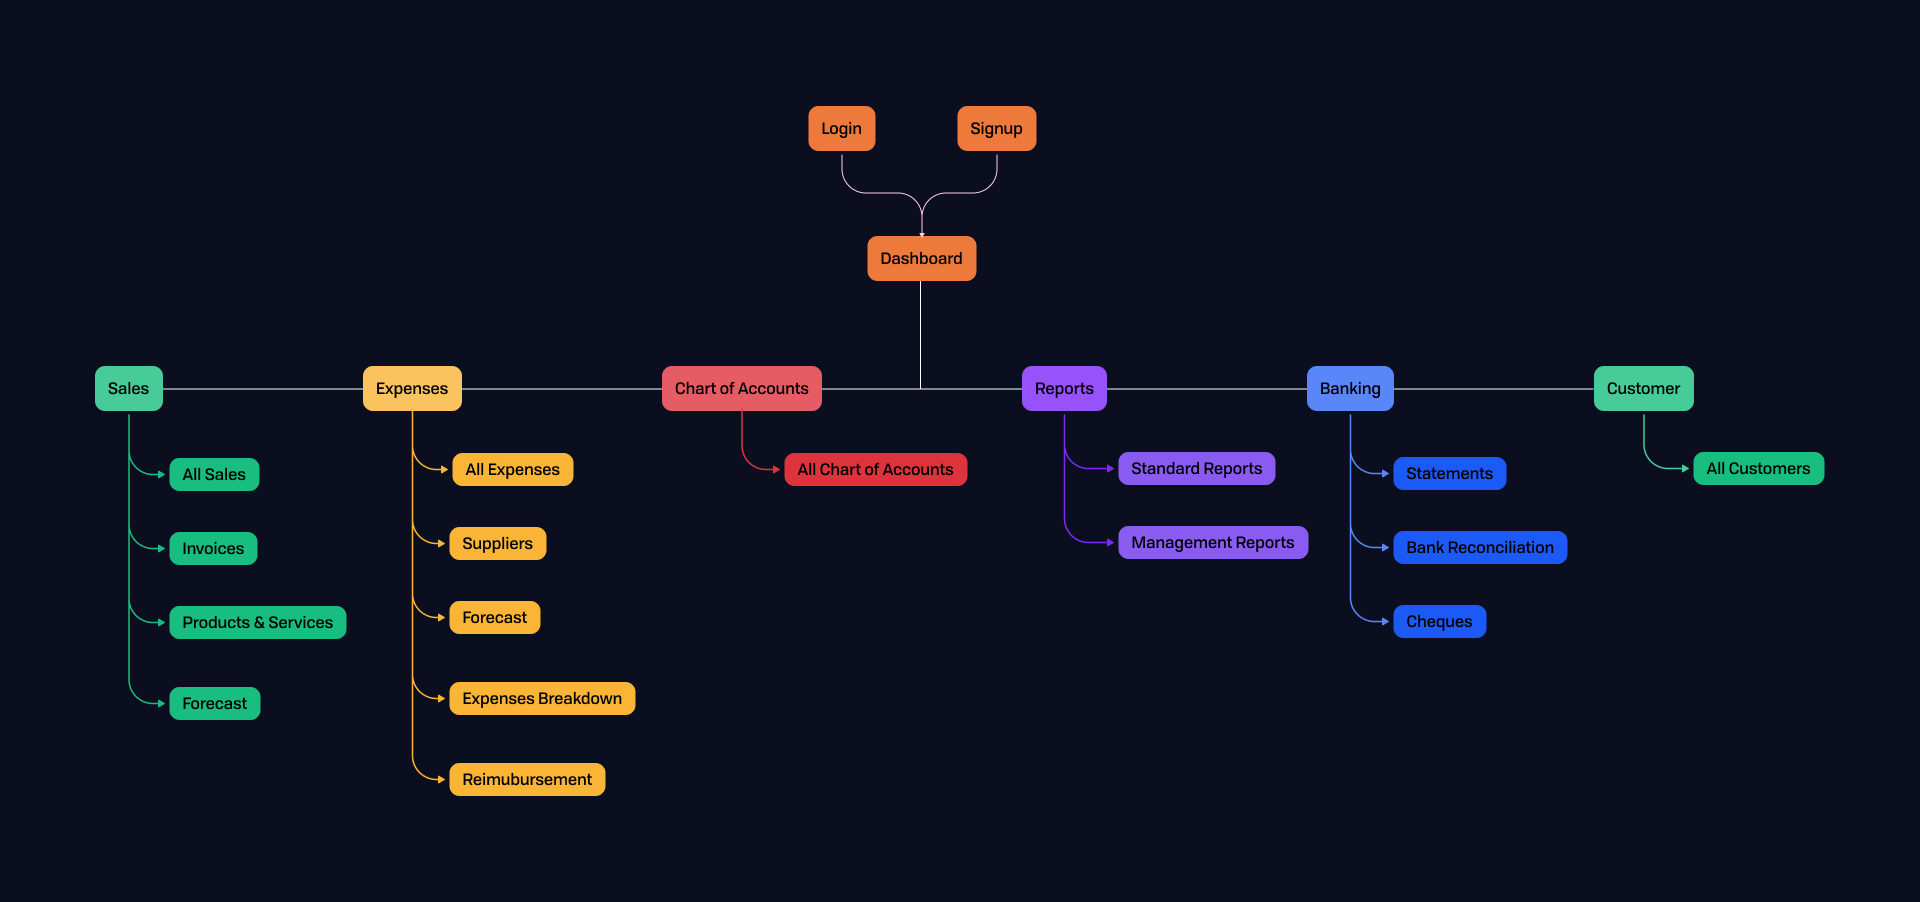 Login
Signup
Dashboard
Sales
Expenses
Chart of Accounts
Reports
Banking
Customer
All Sales
Invoices
Products & Services
Forecast
All Expenses
Suppliers
Forecast
Expenses Breakdown
Reimubursement
All Chart of Accounts
Standard Reports
Management Reports
Statements
Bank Reconciliation
Cheques
All Customers